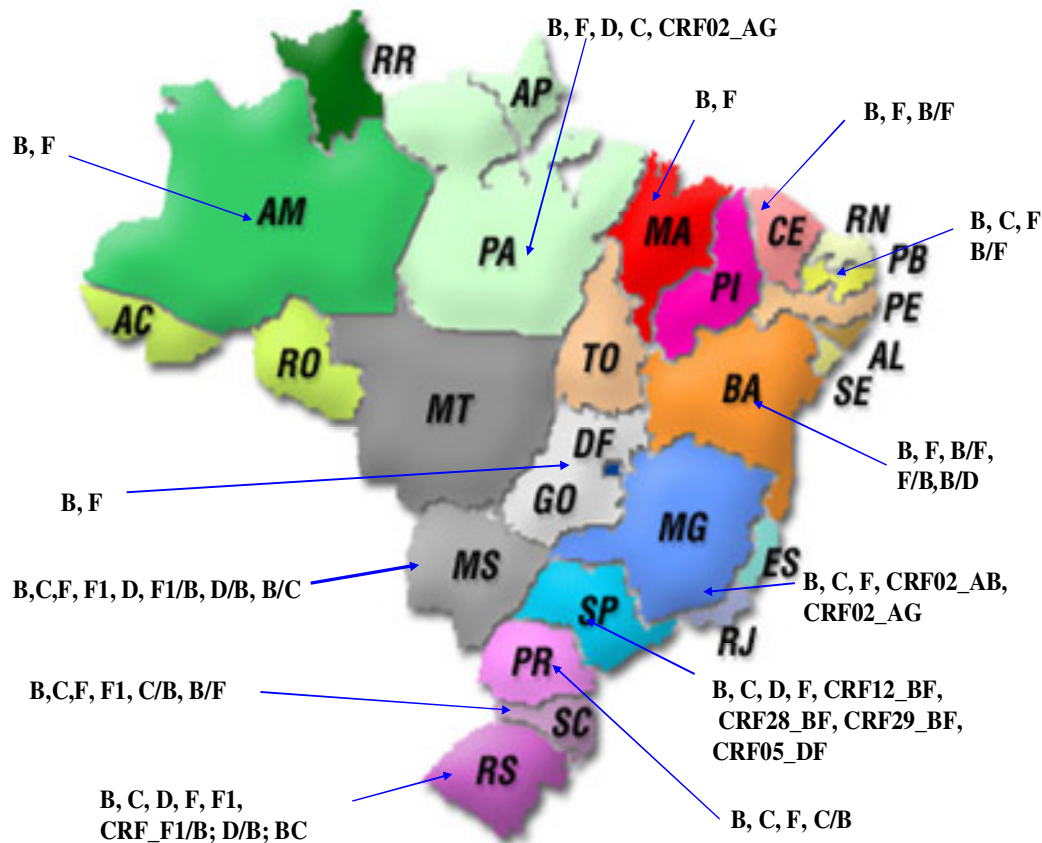 B, F, D, C, CRF02_AG
RR
AP
B, F
B, F, B/F
B, F
AM
PA
MA
CE
RN
B, C, F
B/F
PB
PI
PE
AC
RO
TO
AL
SE
MT
BA
DF
B, F, B/F,
F/B,B/D
B, F
GO
MG
MS
ES
B,C,F, F1, D, F1/B, D/B, B/C
B, C, F, CRF02_AB,
CRF02_AG
SP
RJ
PR
B,C,F, F1, C/B, B/F
B, C, D, F, CRF12_BF,
CRF28_BF, CRF29_BF,
CRF05_DF
SC
RS
B, C, D, F, F1,
CRF_F1/B; D/B; BC
B, C, F, C/B